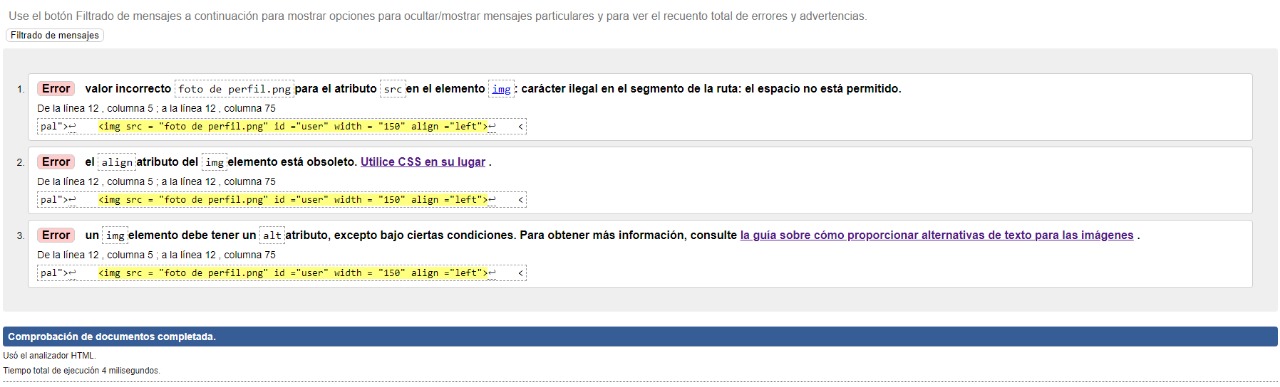 Use el botón Filtrado de mensajes a continuación para mostrar opciones para ocultar/mostrar mensajes particulares y para ver el recuento total de errores y advertencias.
Filtrado de mensajes
1. Error valor incorrecto foto de perfil.png para el atributo src en el elemento img : carácter ilegal en el segmento de la ruta: el espacio no está permitido.
De la línea 12 , columna 5 ; a la línea 12 , columna 75
pal">↩ <img src = "foto de perfil.png" id ="user" width = "150" align ="left">↩ <
2. Error el align atributo del img elemento está obsoleto. Utilice CSS en su lugar .
De la línea 12 , columna 5 ; a la línea 12 , columna 75
pal">↩ <img src = "foto de perfil.png" id ="user" width = "150" align ="left">↩ <
3. Error un img elemento debe tener un alt atributo, excepto bajo ciertas condiciones. Para obtener más información, consulte la guía sobre cómo proporcionar alternativas de texto para las imágenes .
De la línea 12 , columna 5 ; a la línea 12 , columna 75
pal">↩ <img src = "foto de perfil.png" id ="user" width = "150" align ="left">↩ <
Comprobación de documentos completada.
Usó el analizador HTML.
Tiempo total de ejecución 4 milisegundos.